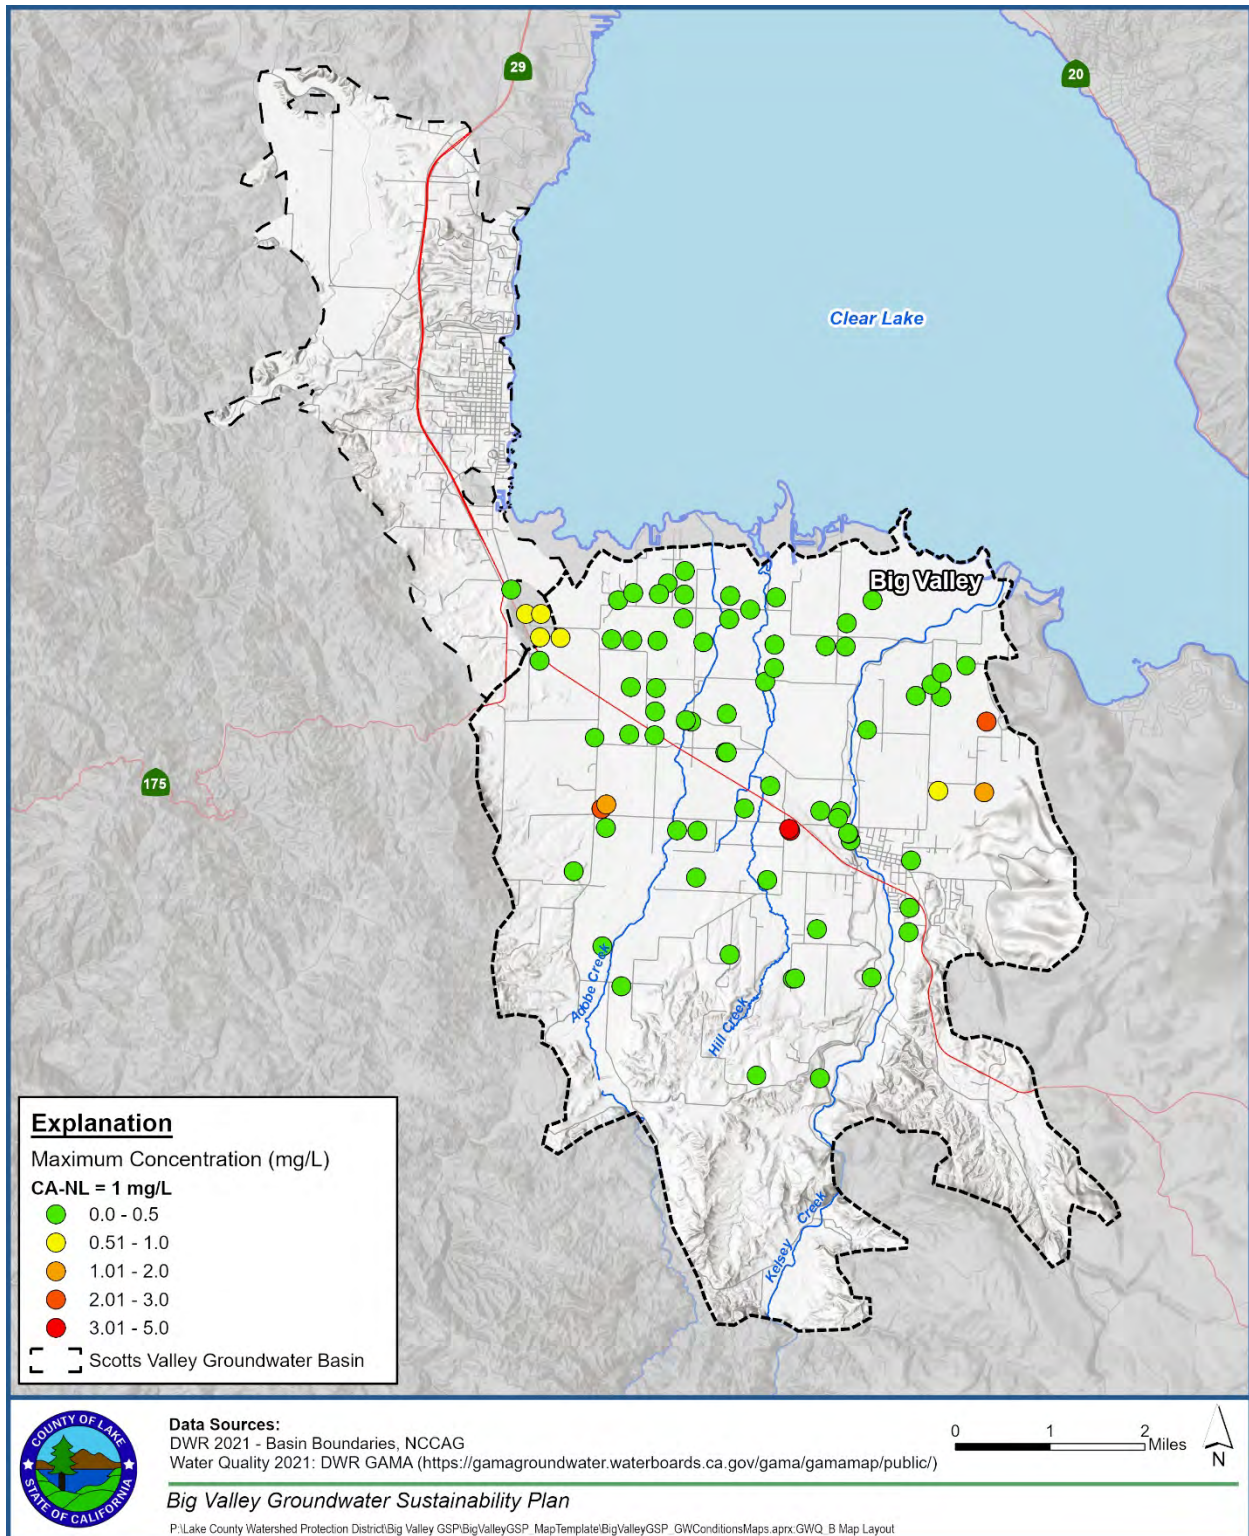 29
20
Clear Lake
Big Valley
175
Adobe Creek
Hill Creek
Kelsey Creek
Explanation
Maximum Concentration (mg/L)
CA-NL = 1 mg/L
0.0 - 0.5
0.51 - 1.0
1.01 - 2.0
2.01 - 3.0
3.01 - 5.0
Scotts Valley Groundwater Basin
COUNTY OF LAKE
STATE OF CALIFORNIA
Data Sources:
DWR 2021 - Basin Boundaries, NCCAG
Water Quality 2021: DWR GAMA (https://gamagroundwater.waterboards.ca.gov/gama/gamamap/public/)
0 1 2 Miles
N
Big Valley Groundwater Sustainability Plan
P:\Lake County Watershed Protection District\Big Valley GSP\BigValleyGSP_MapTemplate\BigValleyGSP_GWConditionsMaps.aprx:GWQ_B Map Layout